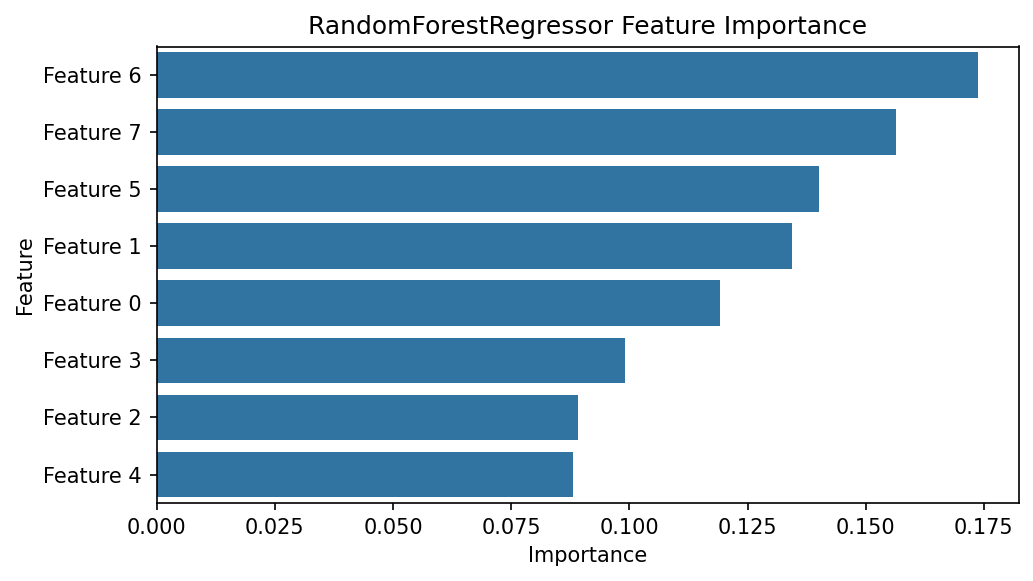 RandomForestRegressor Feature Importance
Feature 6
Feature 7
Feature 5
Feature 1
Feature 0
Feature 3
Feature 2
Feature 4
Feature
0.000 0.025 0.050 0.075 0.100 0.125 0.150 0.175
Importance